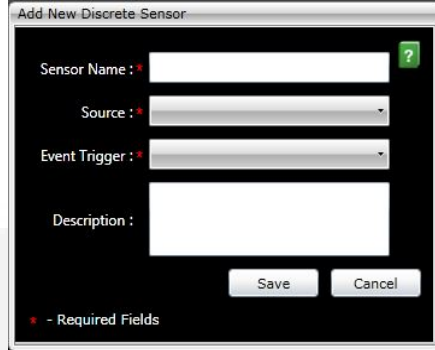 Add New Discrete Sensor
?
Sensor Name :*
Source :*
Event Trigger :*
Description :
Save Cancel
* - Required Fields